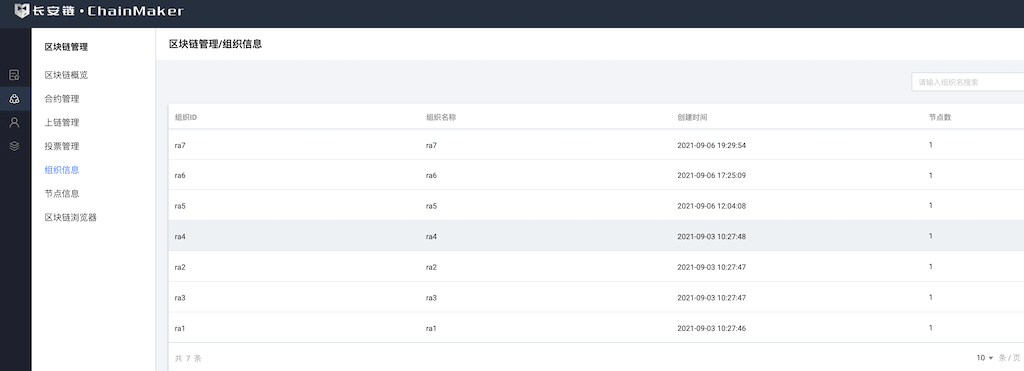 长安链·ChainMaker
区块链管理
区块链概览
合约管理
上链管理
投票管理
组织信息
节点信息
区块链浏览器
区块链管理/组织信息
请输入组织名搜索
组织ID 组织名称 创建时间 节点数
ra7 ra7 2021-09-06 19:29:54 1
ra6 ra6 2021-09-06 17:25:09 1
ra5 ra5 2021-09-06 12:04:08 1
ra4 ra4 2021-09-03 10:27:48 1
ra2 ra2 2021-09-03 10:27:47 1
ra3 ra3 2021-09-03 10:27:47 1
ra1 ra1 2021-09-03 10:27:46 1
共 7 条 10 条 / 页